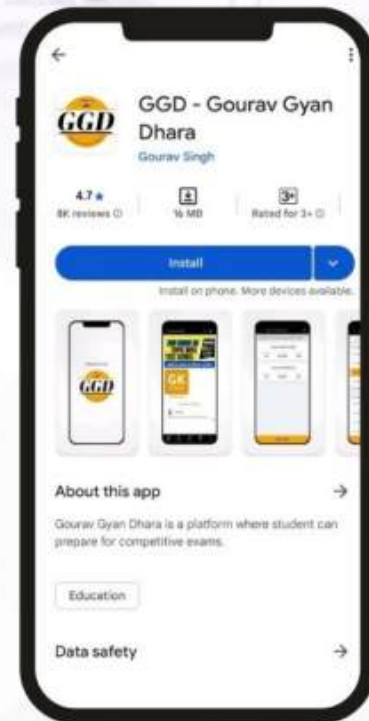 GGD
GGD - Gourav Gyan
Dhara
Gourav Singh
4.7★
8K reviews
16 MB
3+
Rated for 3+
Install
Install on phone. More devices available.
GGD
GK
About this app
Gourav Gyan Dhara is a platform where student can
prepare for competitive exams.
Education
Data safety